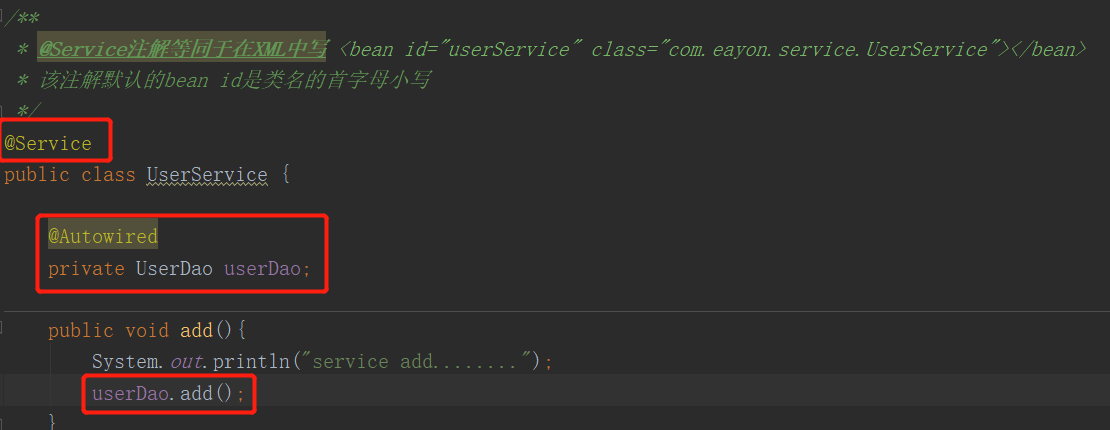 /**
* @Service注解等同于在XML中写 <bean id="userService" class="com.eayon.service.UserService"></bean>
* 该注解默认的bean id是类名的首字母小写
*/
@Service
public class UserService {
@Autowired
private UserDao userDao;
public void add(){
System.out.println("service add........");
userDao.add();
}